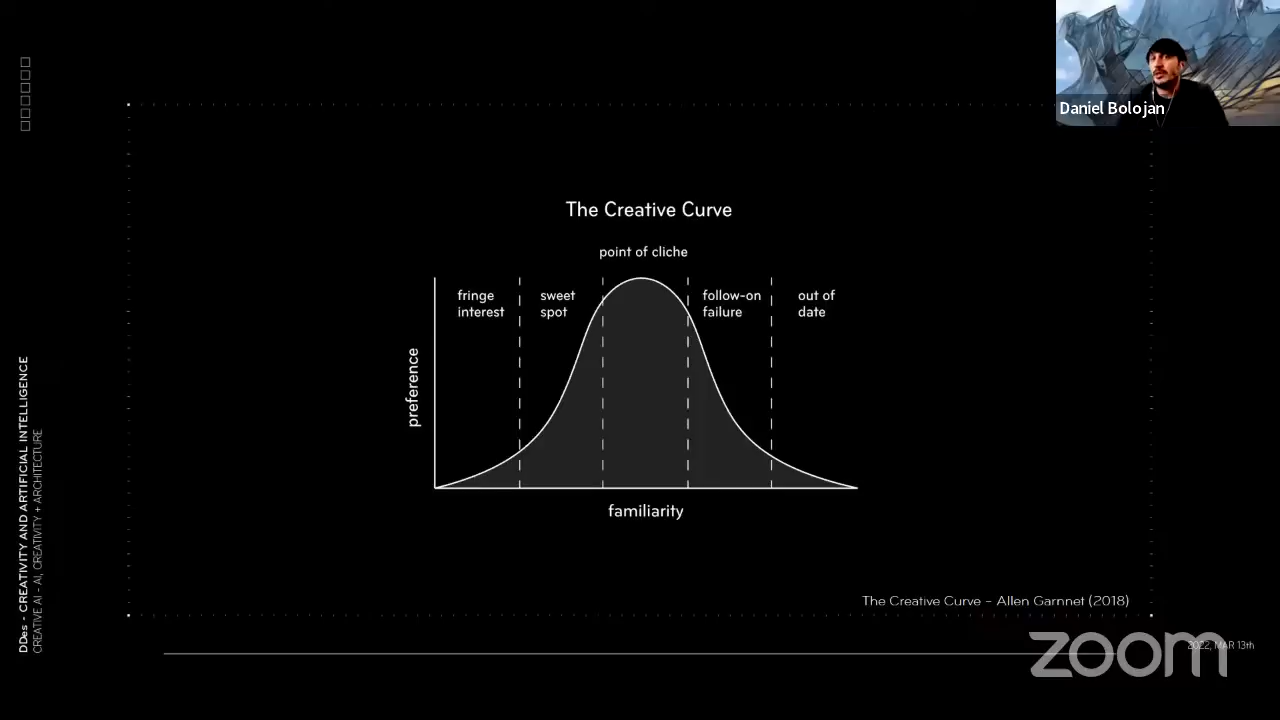 Daniel Bolojan
The Creative Curve
point of cliche
fringe
interest
sweet
spot
follow-on
failure
out of
date
preference
familiarity
The Creative Curve – Allen Garnnet (2018)
DDes - CREATIVITY AND ARTIFICIAL INTELLIGENCE
CREATIVE AI - AI, CREATIVITY + ARCHITECTURE
2022, MAR 13th
zoom